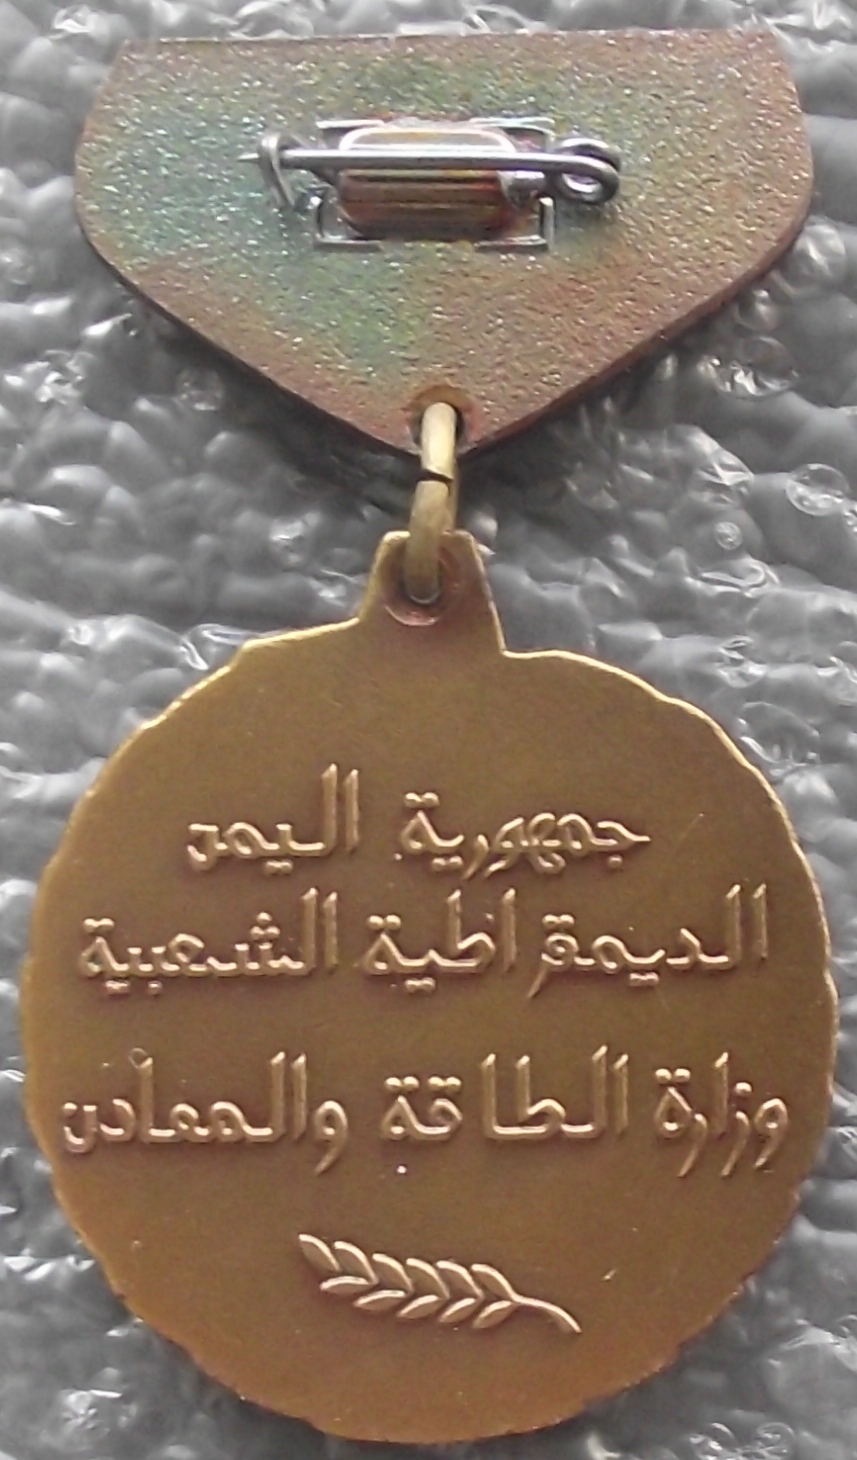 جمهورية اليمن
الديمقراطية الشعبية
وزارة الطاقة والمعادن